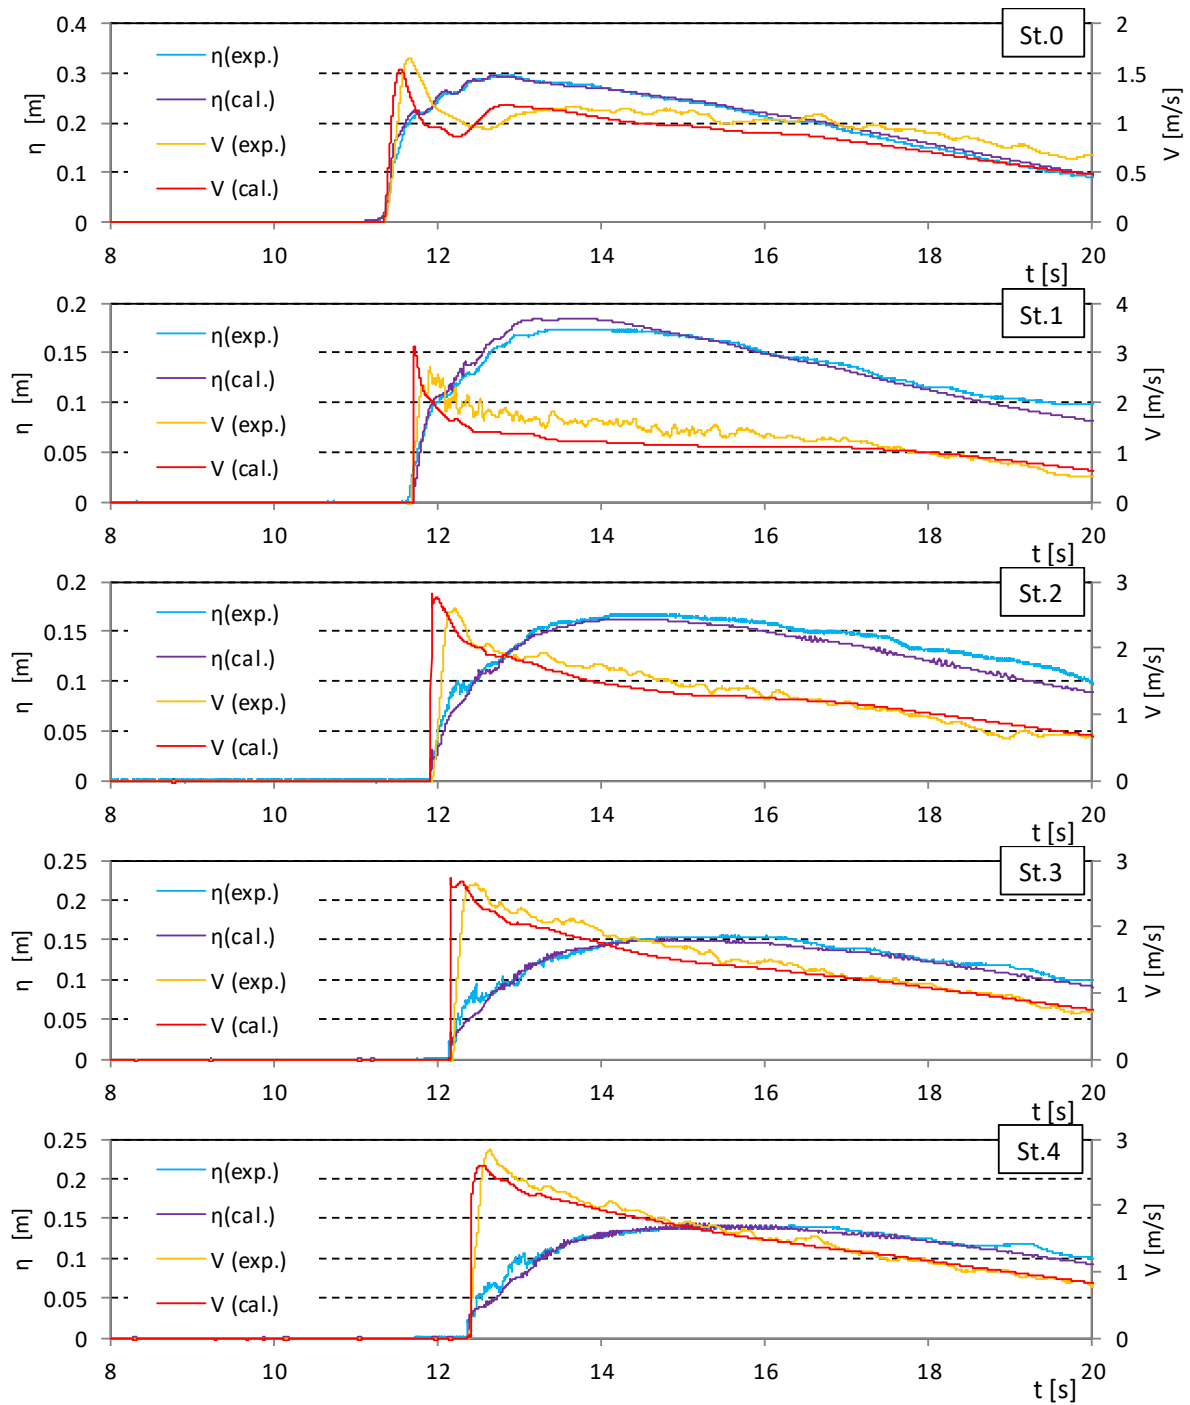 St.0
0.4
0.3
0.2
0.1
0
η [m]
η(exp.)
η(cal.)
V (exp.)
V (cal.)
2
1.5
1
0.5
0
V [m/s]
8 10 12 14 16 18 20
t [s]
St.1
0.2
0.15
0.1
0.05
0
η [m]
η(exp.)
η(cal.)
V (exp.)
V (cal.)
4
3
2
1
0
V [m/s]
8 10 12 14 16 18 20
t [s]
St.2
0.2
0.15
0.1
0.05
0
η [m]
η(exp.)
η(cal.)
V (exp.)
V (cal.)
3
2
1
0
V [m/s]
8 10 12 14 16 18 20
t [s]
St.3
0.25
0.2
0.15
0.1
0.05
0
η [m]
η(exp.)
η(cal.)
V (exp.)
V (cal.)
3
2
1
0
V [m/s]
8 10 12 14 16 18 20
t [s]
St.4
0.25
0.2
0.15
0.1
0.05
0
η [m]
η(exp.)
η(cal.)
V (exp.)
V (cal.)
3
2
1
0
V [m/s]
8 10 12 14 16 18 20
t [s]